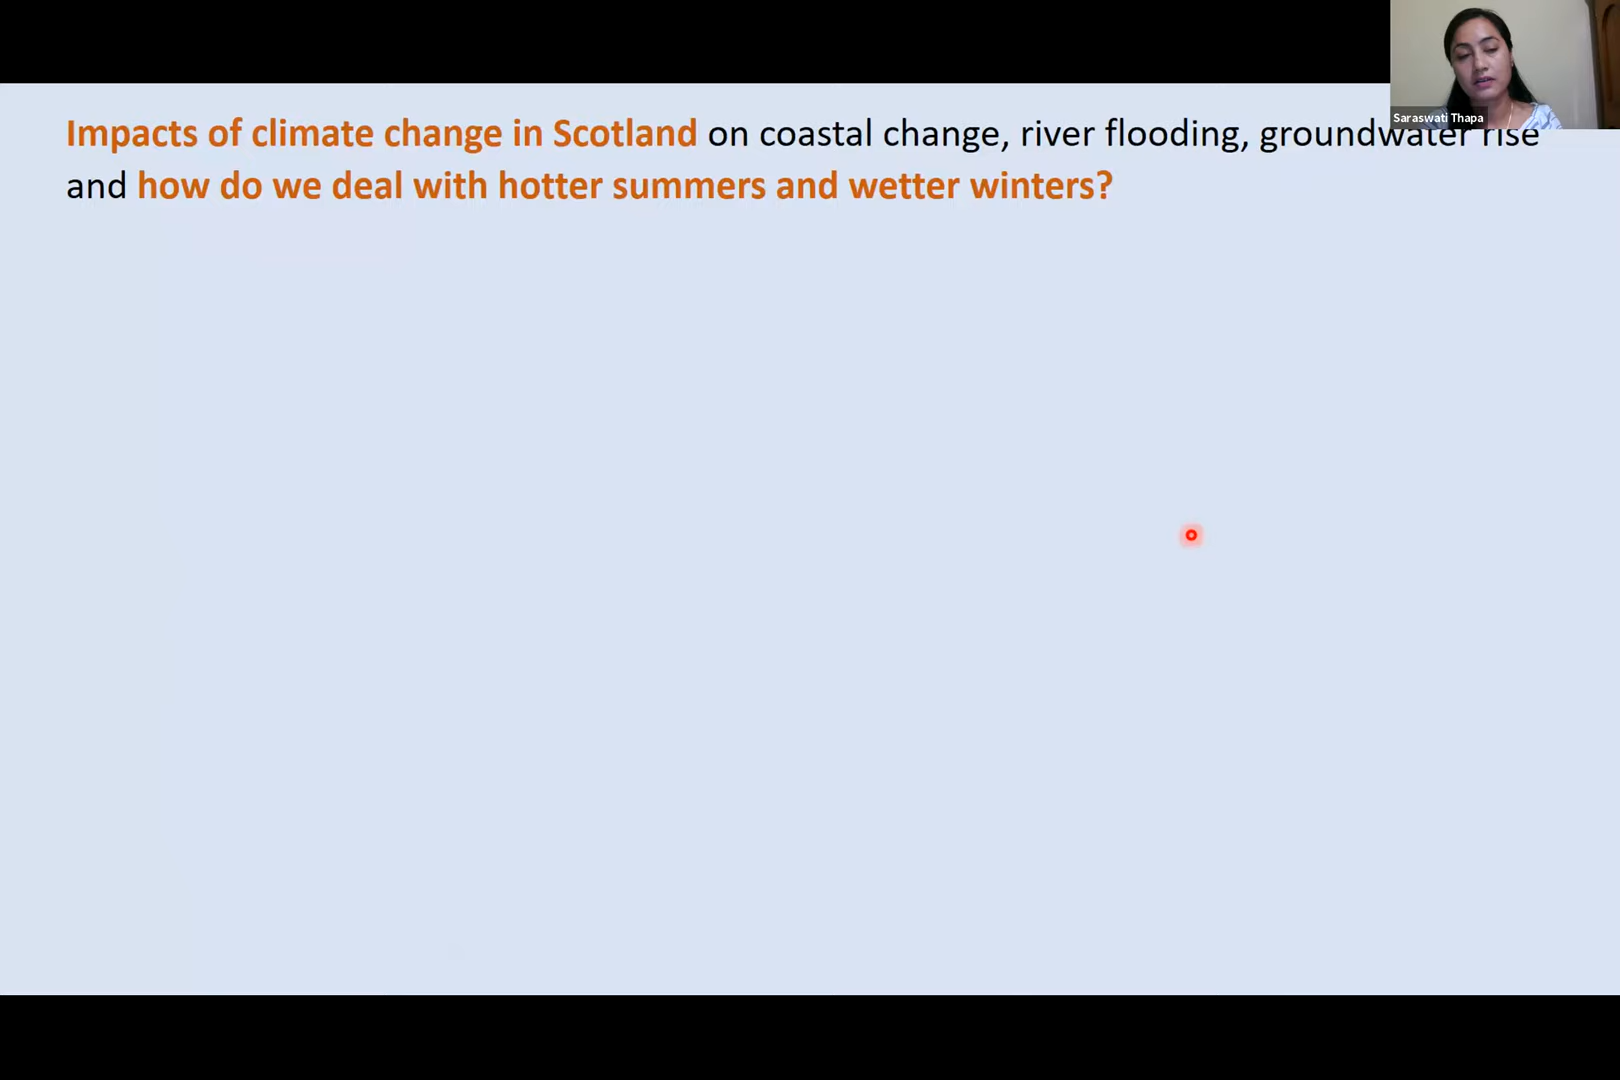 Saraswati Thapa
Impacts of climate change in Scotland on coastal change, river flooding, groundwater rise
and how do we deal with hotter summers and wetter winters?